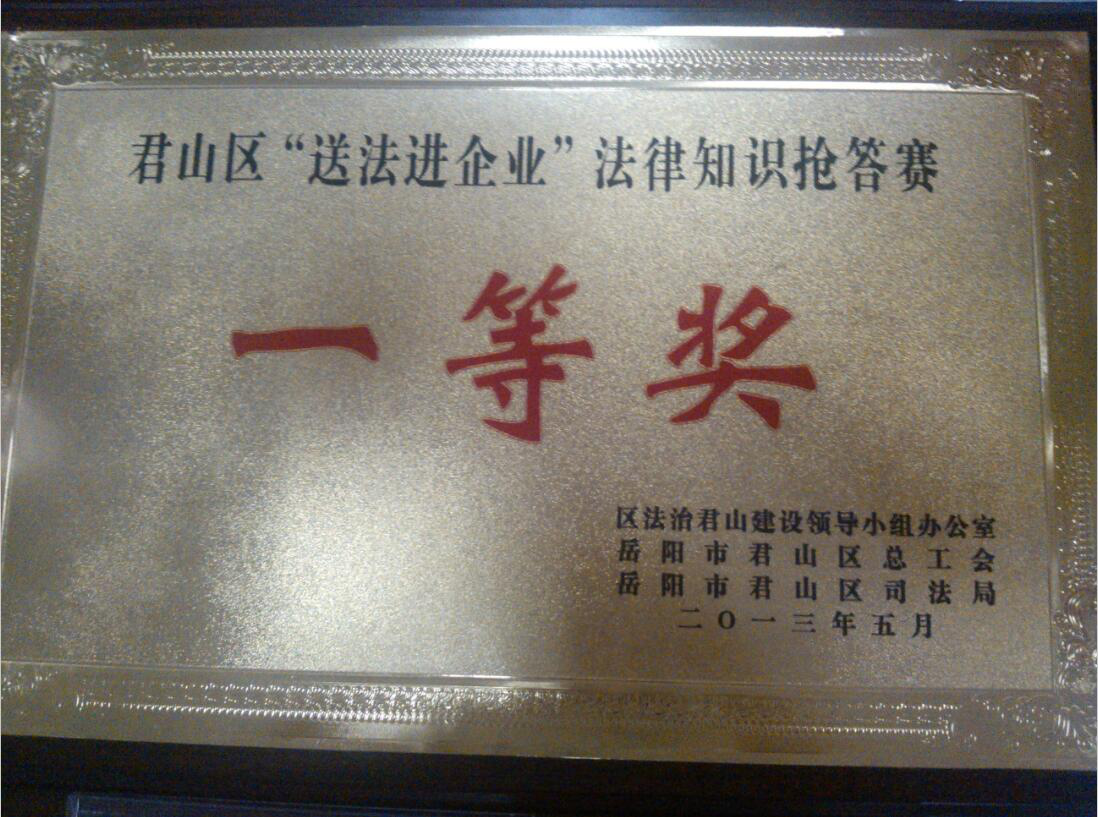 君山区“送法进企业”法律知识抢答赛
一等奖
区法治君山建设领导小组办公室
岳阳市君山区总工会
岳阳市君山区司法局
二〇一三年五月